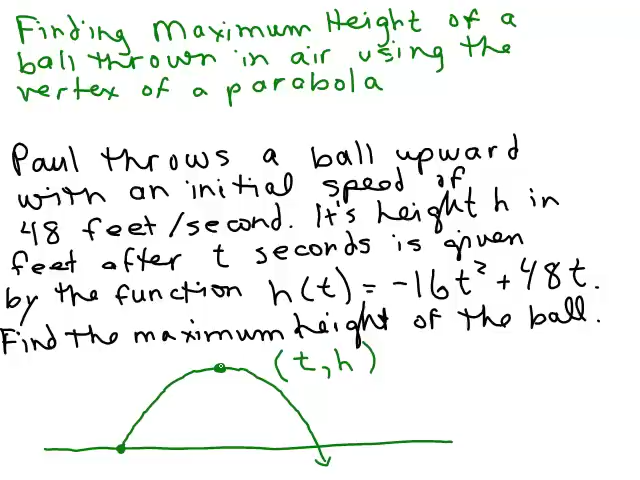 Finding Maximum Height of a
ball thrown in air using the
vertex of a parabola
Paul throws a ball upward
with an initial speed of
48 feet/second. It's height h in
feet after t seconds is given
by the function h(t) = -16t² + 48t.
Find the maximum height of the ball.
(t, h)